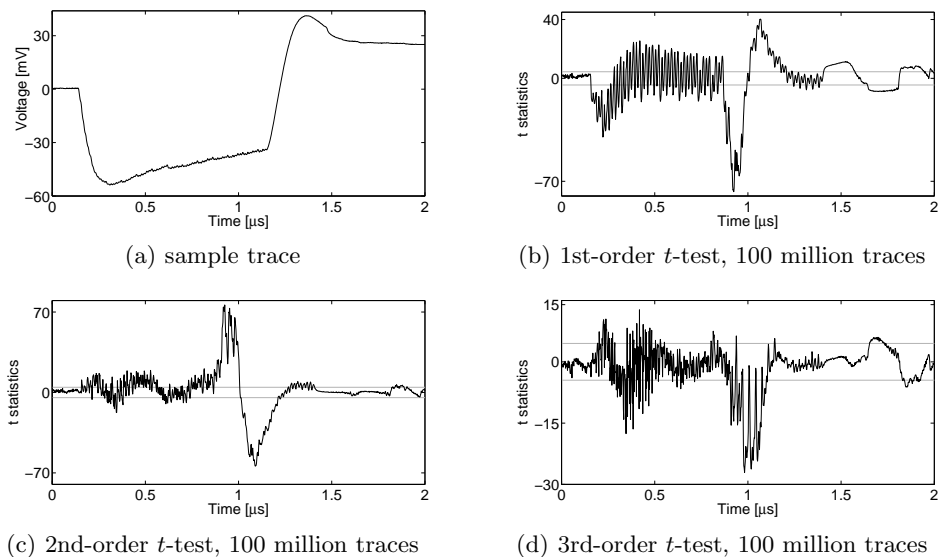 30
0
−30
−60
Voltage [mV]
0 0.5 1 1.5 2
Time [µs]
(a) sample trace
40
0
−70
t statistics
0 0.5 1 1.5 2
Time [µs]
(b) 1st-order t-test, 100 million traces
70
0
−70
t statistics
0 0.5 1 1.5 2
Time [µs]
(c) 2nd-order t-test, 100 million traces
15
0
−15
−30
t statistics
0 0.5 1 1.5 2
Time [µs]
(d) 3rd-order t-test, 100 million traces